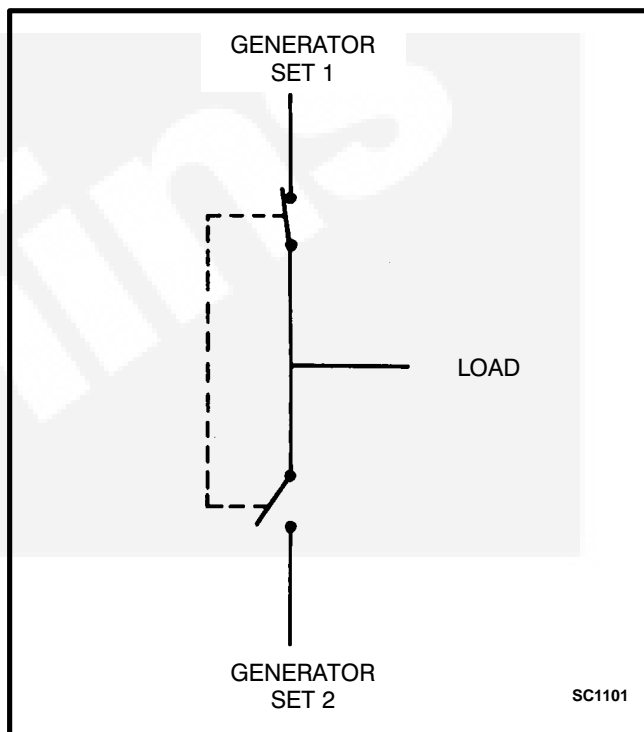 GENERATOR
SET 1
LOAD
GENERATOR
SET 2
SC1101